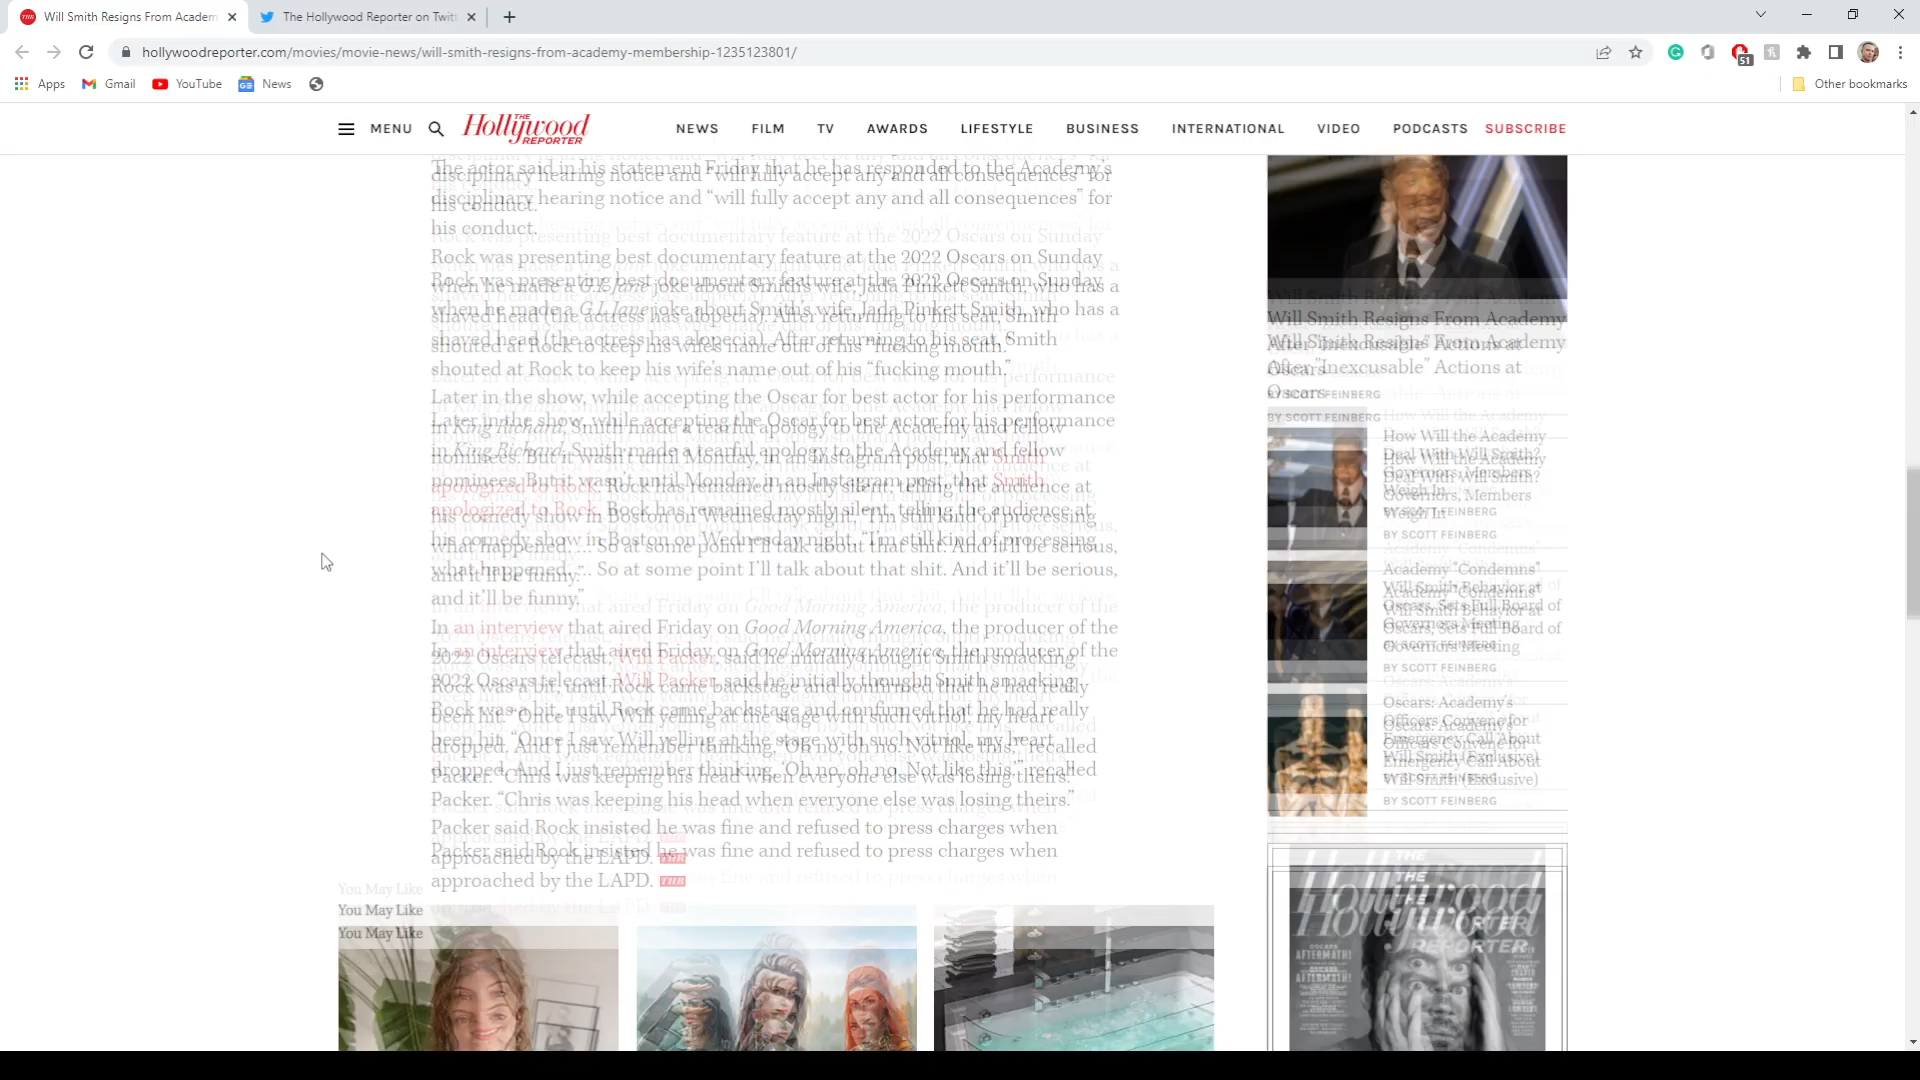 Will Smith Resigns From Academ
The Hollywood Reporter on Twitt
hollywoodreporter.com/movies/movie-news/will-smith-resigns-from-academy-membership-1235123801/
51
Apps
Gmail
YouTube
News
Other bookmarks
MENU
THE
Hollywood
REPORTER
NEWS
FILM
TV
AWARDS
LIFESTYLE
BUSINESS
INTERNATIONAL
VIDEO
PODCASTS
SUBSCRIBE
The actor said in his statement Friday that he has responded to the Academy’s
disciplinary hearing notice and “will fully accept any and all consequences” for
his conduct.
Rock was presenting best documentary feature at the 2022 Oscars on Sunday
when he made a G.I. Jane joke about Smith’s wife, Jada Pinkett Smith, who has a
shaved head (the actress has alopecia). After returning to his seat, Smith
shouted at Rock to keep his wife’s name out of his “fucking mouth.”
Later in the show, while accepting the Oscar for best actor for his performance
in King Richard, Smith made a tearful apology to the Academy and fellow
nominees. But it wasn’t until Monday, in an Instagram post, that Smith
apologized to Rock. Rock has remained mostly silent, telling the audience at
his comedy show in Boston on Wednesday night, “I’m still kind of processing
what happened. … So at some point I’ll talk about that shit. And it’ll be serious,
and it’ll be funny.”
In an interview that aired Friday on Good Morning America, the producer of the
2022 Oscars telecast, Will Packer, said he initially thought Smith smacking
Rock was a bit, until Rock came backstage and confirmed that he had really
been hit. “Once I saw Will yelling at the stage with such vitriol, my heart
dropped. And I just remember thinking, ‘Oh no, oh no. Not like this,’” recalled
Packer. “Chris was keeping his head when everyone else was losing theirs.”
Packer said Rock insisted he was fine and refused to press charges when
approached by the LAPD. THR
You May Like
Will Smith Resigns From Academy
After "Inexcusable" Actions at
Oscars
BY SCOTT FEINBERG
How Will the Academy
Deal With Will Smith?
Governors, Members
Weigh In
BY SCOTT FEINBERG
Academy "Condemns"
Will Smith Behavior at
Oscars, Sets Full Board of
Governors Meeting
BY SCOTT FEINBERG
Oscars: Academy's
Officers Convene for
Emergency Call About
Will Smith (Exclusive)
BY SCOTT FEINBERG
THE
Hollywood
REPORTER
OSCARS
AFTERMATH!